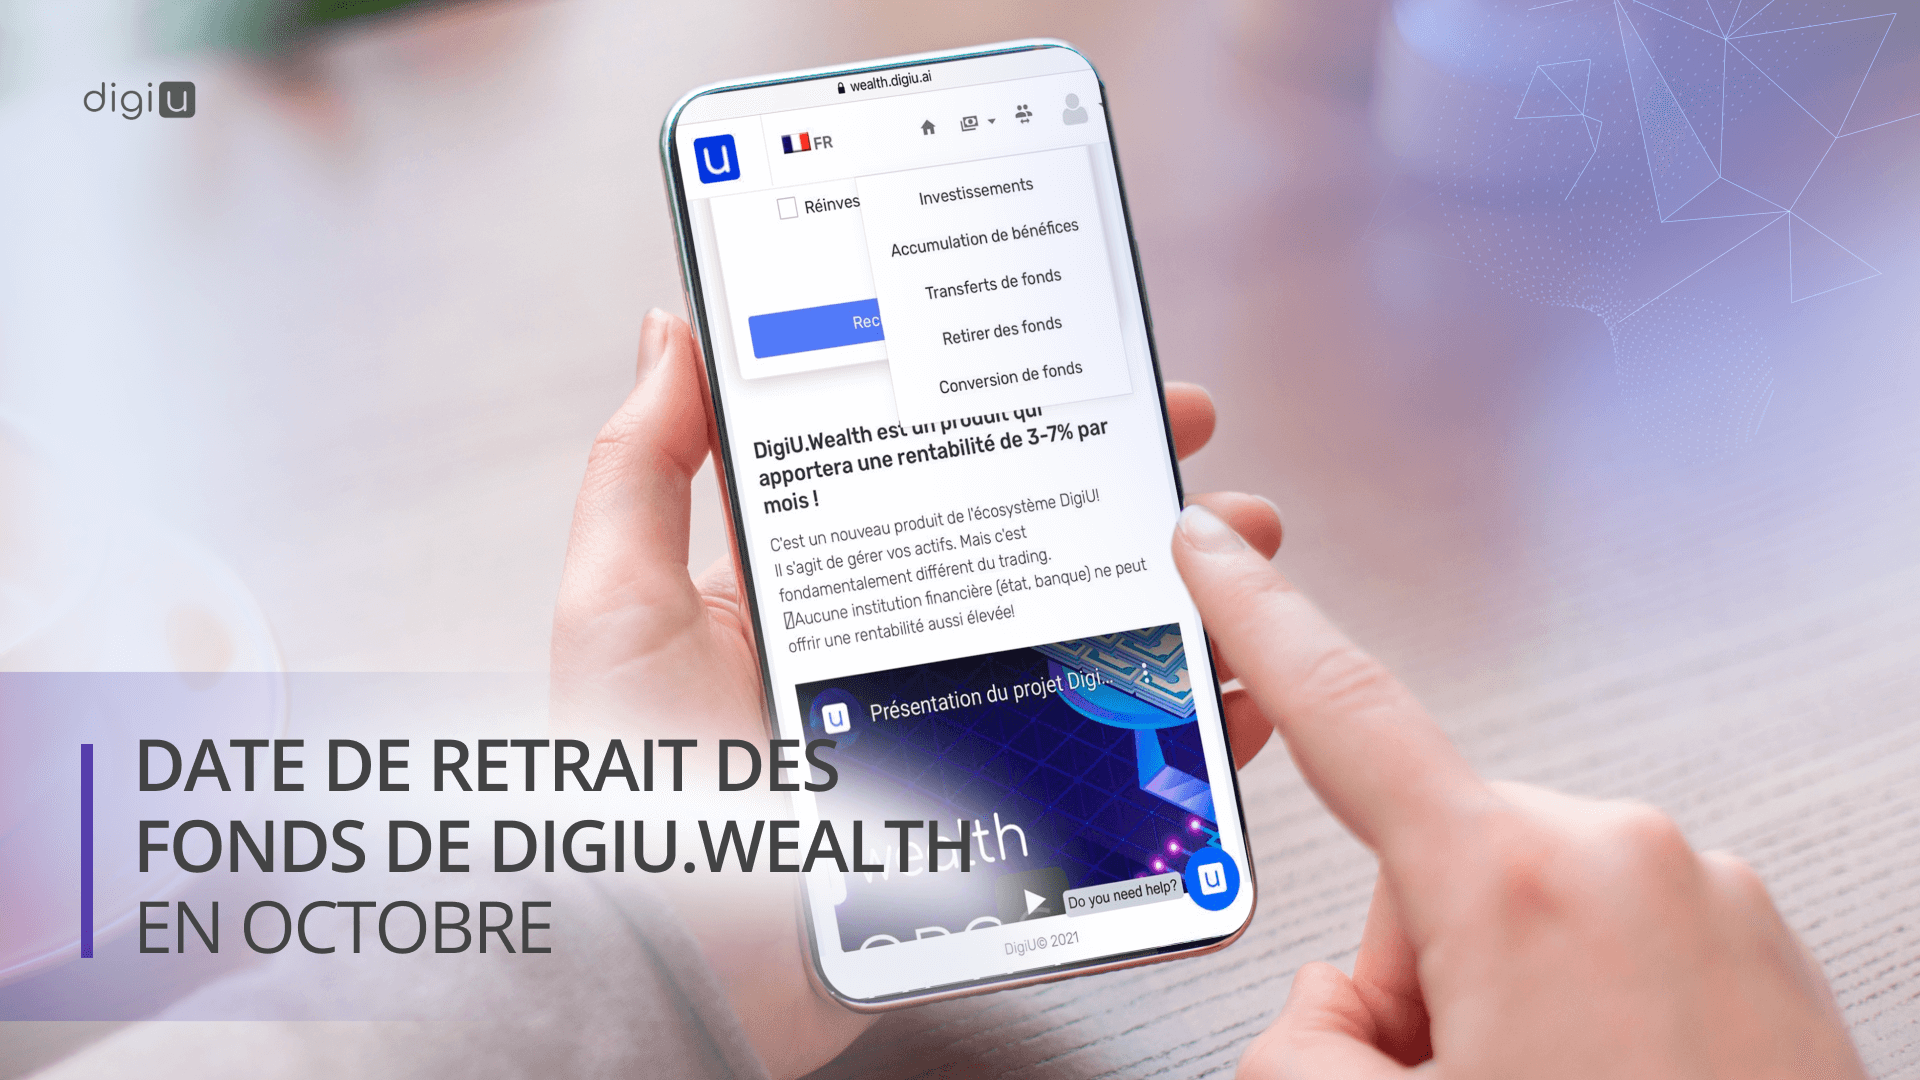 digiu
wealth.digiu.ai
u
FR
Réinves
Investissements
Accumulation de bénéfices
Transferts de fonds
Retirer des fonds
Conversion de fonds
Rec
DigiU.Wealth est un produit qui
apportera une rentabilité de 3-7% par
mois !
C'est un nouveau produit de l'écosystème DigiU!
Il s'agit de gérer vos actifs. Mais c'est
fondamentalement différent du trading.
Aucune institution financière (état, banque) ne peut
offrir une rentabilité aussi élevée!
u
Présentation du projet Digi...
wealth
Do you need help?
u
DigiU© 2021
DATE DE RETRAIT DES
FONDS DE DIGIU.WEALTH
EN OCTOBRE